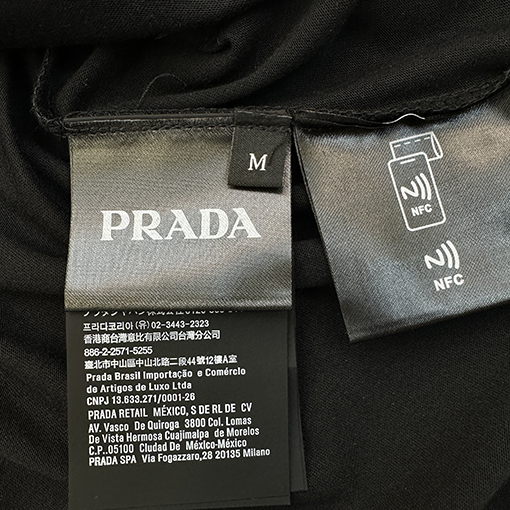 M
PRADA
프라다코리아 (유) 02-3443-2323
香港商台灣意比有限公司台灣分公司
886-2-2571-5255
臺北市中山區中山北路二段44號12樓A室
Prada Brasil Importação e Comércio
de Artigos de Luxo Ltda
CNPJ 13.633.271/0001-26
PRADA RETAIL MÉXICO, S DE RL DE CV
AV. Vasco De Quiroga 3800 Col. Lomas
De Vista Hermosa Cuajimalpa de Morelos
C.P.05100 Ciudad De México-México
PRADA SPA Via Fogazzaro,28 20135 Milano
N
NFC
N
NFC